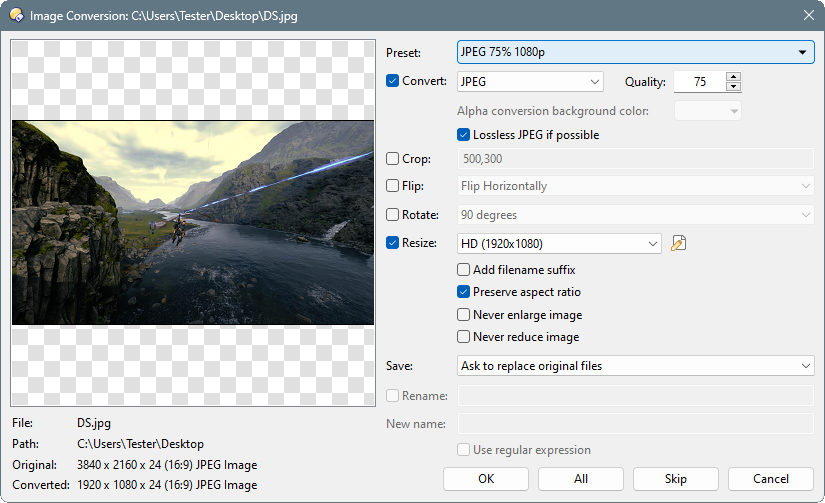 Image Conversion: C:\Users\Tester\Desktop\DS.jpg
Preset: JPEG 75% 1080p
Convert: JPEG Quality: 75
Alpha conversion background color:
Lossless JPEG if possible
Crop: 500,300
Flip: Flip Horizontally
Rotate: 90 degrees
Resize: HD (1920x1080)
Add filename suffix
Preserve aspect ratio
Never enlarge image
Never reduce image
Save: Ask to replace original files
Rename:
New name:
Use regular expression
File: DS.jpg
Path: C:\Users\Tester\Desktop
Original: 3840 x 2160 x 24 (16:9) JPEG Image
Converted: 1920 x 1080 x 24 (16:9) JPEG Image
OK All Skip Cancel